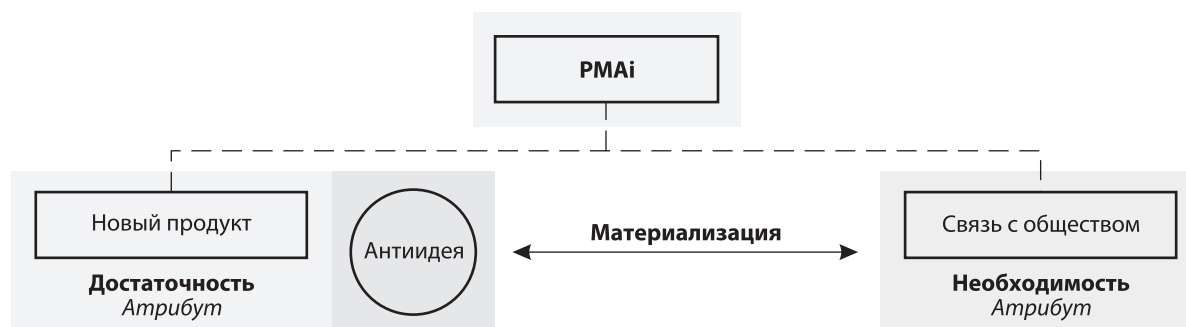 PMAi
Новый продукт
Антиидея
Материализация
Связь с обществом
Достаточность
Атрибут
Необходимость
Атрибут